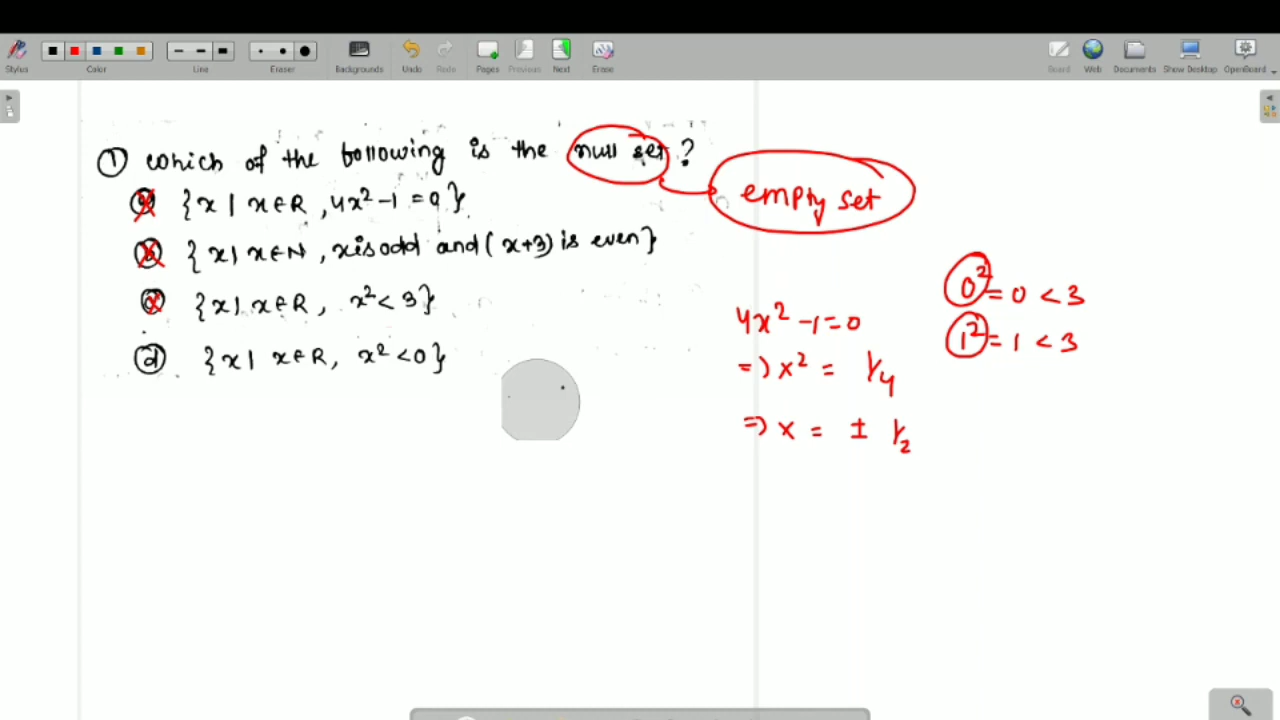 Stylus
Color
Line
Eraser
Backgrounds
Undo
Redo
Pages
Previous
Next
Erase
Board
Web
Documents
Show Desktop
OpenBoard
① Which of the following is the null set ?
empty set
ⓐ {x | x ∈ R , 4x² - 1 = 0}
ⓑ { x | x ∈ N , x is odd and ( x+3) is even}
ⓒ {x | x ∈ R , x² < 3}
ⓓ {x | x ∈ R, x² < 0}
4x² - 1 = 0
=> x² = 1/4
=> x = ± 1/2
0² = 0 < 3
1² = 1 < 3